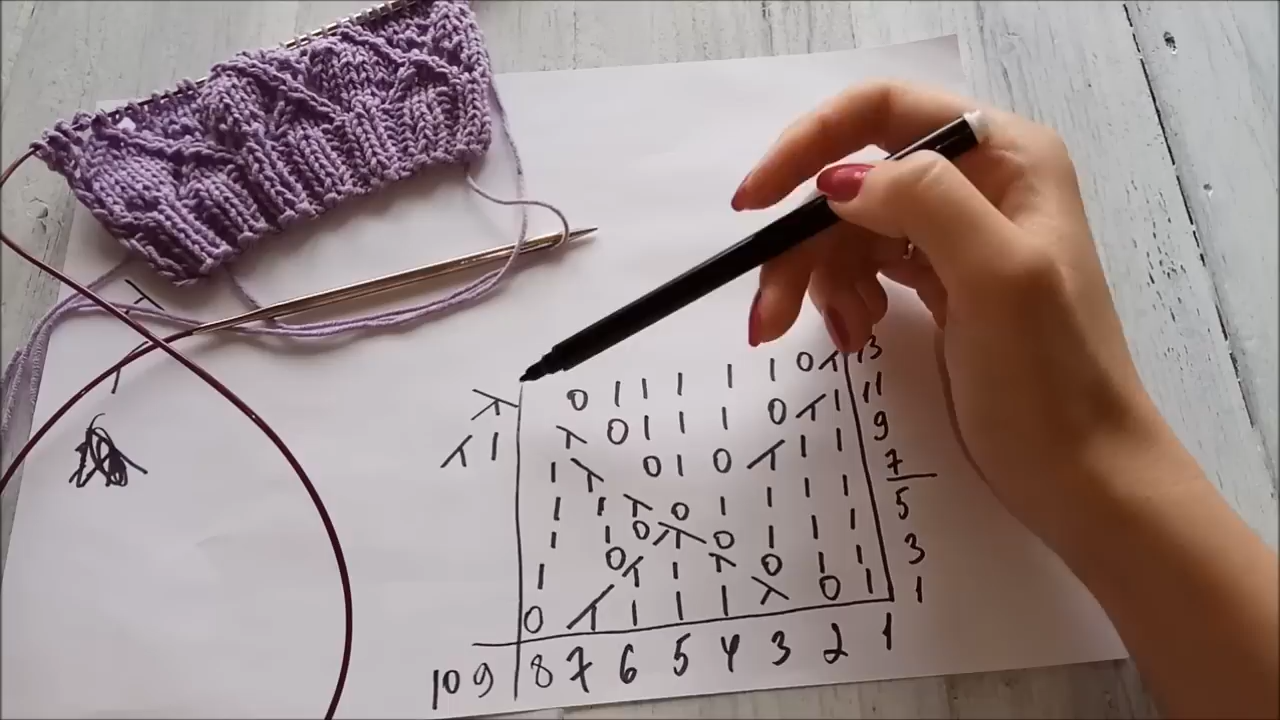 λ O | | | | | O λ 13
λ | λ O | | | O λ | 11
| λ O | O λ | | 9
| | λ O | | | | 7
| | O λ O | | | 5
| O λ | λ O | | 3
O λ | | | λ O | 1
10 9 8 7 6 5 4 3 2 1